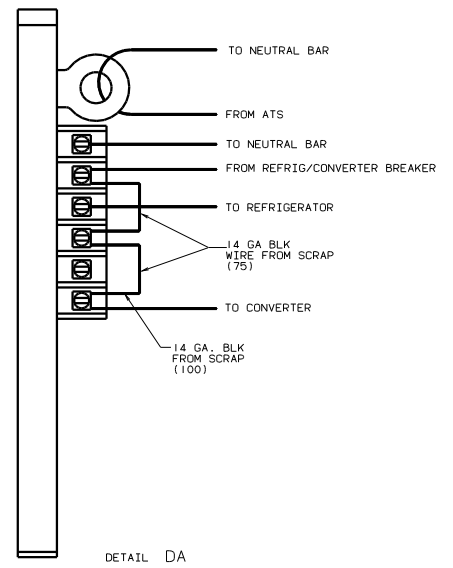 TO NEUTRAL BAR
FROM ATS
TO NEUTRAL BAR
FROM REFRIG/CONVERTER BREAKER
TO REFRIGERATOR
14 GA BLK
WIRE FROM SCRAP
(75)
TO CONVERTER
14 GA. BLK
FROM SCRAP
(100)
DETAIL DA